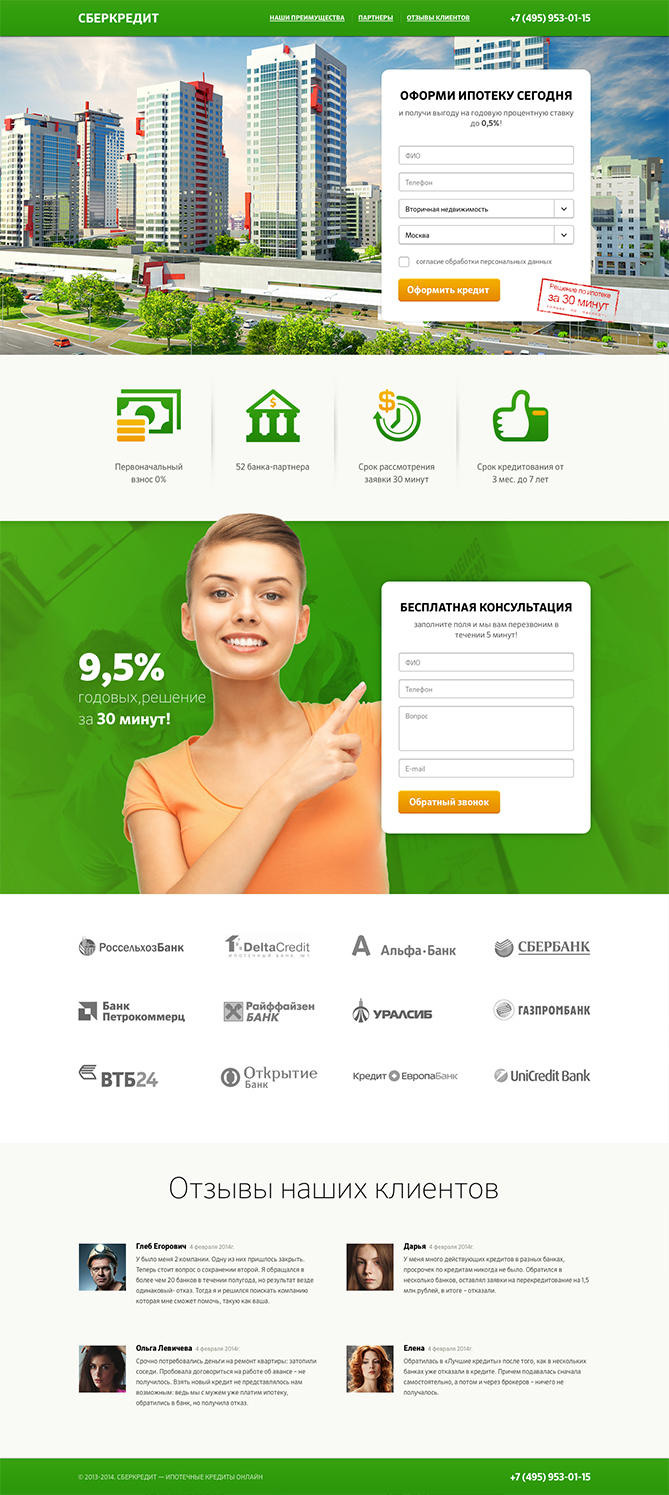 СБЕРКРЕДИТ
НАШИ ПРЕИМУЩЕСТВА
ПАРТНЕРЫ
ОТЗЫВЫ КЛИЕНТОВ
+7 (495) 953-01-15
ОФОРМИ ИПОТЕКУ СЕГОДНЯ
и получи выгоду на годовую процентную ставку
до 0,5%!
ФИО
Телефон
Вторичная недвижимость
Москва
согласие обработки персональных данных
Оформить кредит
Решение по ипотеке
за 30 минут
Первоначальный
взнос 0%
52 банка-партнера
Срок рассмотрения
заявки 30 минут
Срок кредитования от
3 мес. до 7 лет
БЕСПЛАТНАЯ КОНСУЛЬТАЦИЯ
заполните поля и мы вам перезвоним в
течении 5 минут!
9,5%
годовых,решение
за 30 минут!
ФИО
Телефон
Вопрос
E-mail
Обратный звонок
РоссельхозБанк
DeltaCredit
ИПОТЕЧНЫЙ БАНК, №1
Альфа·Банк
СБЕРБАНК
Банк
Петрокоммерц
Райффайзен
БАНК
УРАЛСИБ
ГАЗПРОМБАНК
ВТБ24
Открытие
Банк
Кредит ЕвропаБанк
UniCredit Bank
Отзывы наших клиентов
Глеб Егорович 4 февраля 2014г.
У было меня 2 компании. Одну из них пришлось закрыть.
Теперь стоит вопрос о сохранении второй. Я обращался в
более чем 20 банков в течении полугода, но результат везде
одинаковый- отказ. Тогда я и решился поискать компанию
которая мне сможет помочь, такую как ваша.
Дарья 4 февраля 2014г.
У меня много действующих кредитов в разных банках,
просрочек по кредитам никогда не было. Обратился в
несколько банков, оставлял заявки на перекредитование на 1,5
млн.рублей, в итоге – отказали.
Ольга Левичева 4 февраля 2014г.
Срочно потребовались деньги на ремонт квартиры: затопили
соседи. Пробовала договориться на работе об авансе – не
получилось. Взять новый кредит не представлялось нам
возможным: ведь мы с мужем уже платим ипотеку,
обратились в банк, но получила отказ.
Елена 4 февраля 2014г.
Обратилась в «Лучшие кредиты» после того, как в нескольких
банках уже отказали в кредите. Причем подавалась сначала
самостоятельно, а потом и через брокеров – ничего не
получалось.
© 2013-2014, СБЕРКРЕДИТ — ИПОТЕЧНЫЕ КРЕДИТЫ ОНЛАЙН
+7 (495) 953-01-15